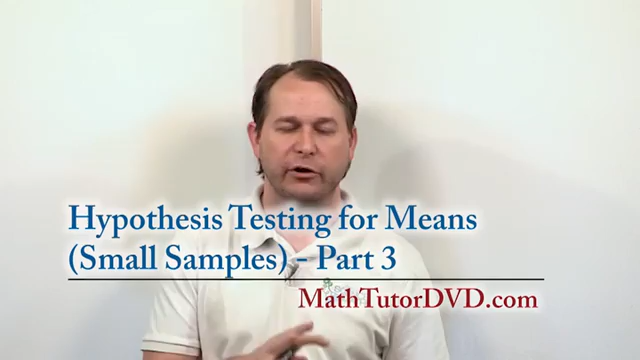 Hypothesis Testing for Means
(Small Samples) - Part 3
MathTutorDVD.com